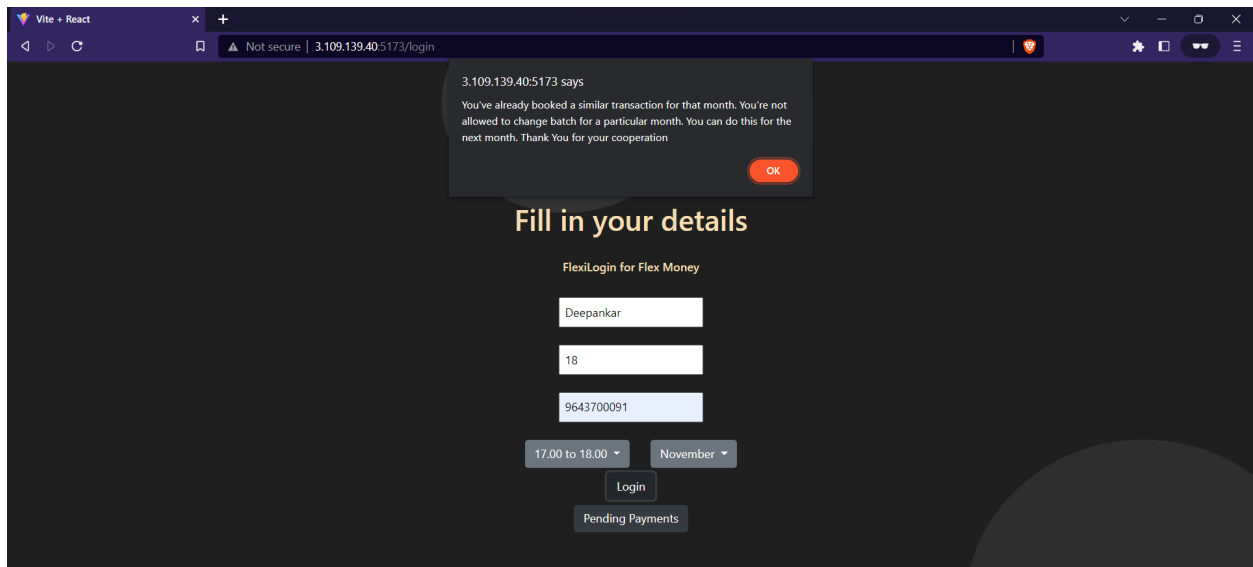 Vite + React
Not secure | 3.109.139.40:5173/login
3.109.139.40:5173 says
You've already booked a similar transaction for that month. You're not
allowed to change batch for a particular month. You can do this for the
next month. Thank You for your cooperation
OK
Fill in your details
FlexiLogin for Flex Money
Deepankar
18
9643700091
17.00 to 18.00 November
Login
Pending Payments